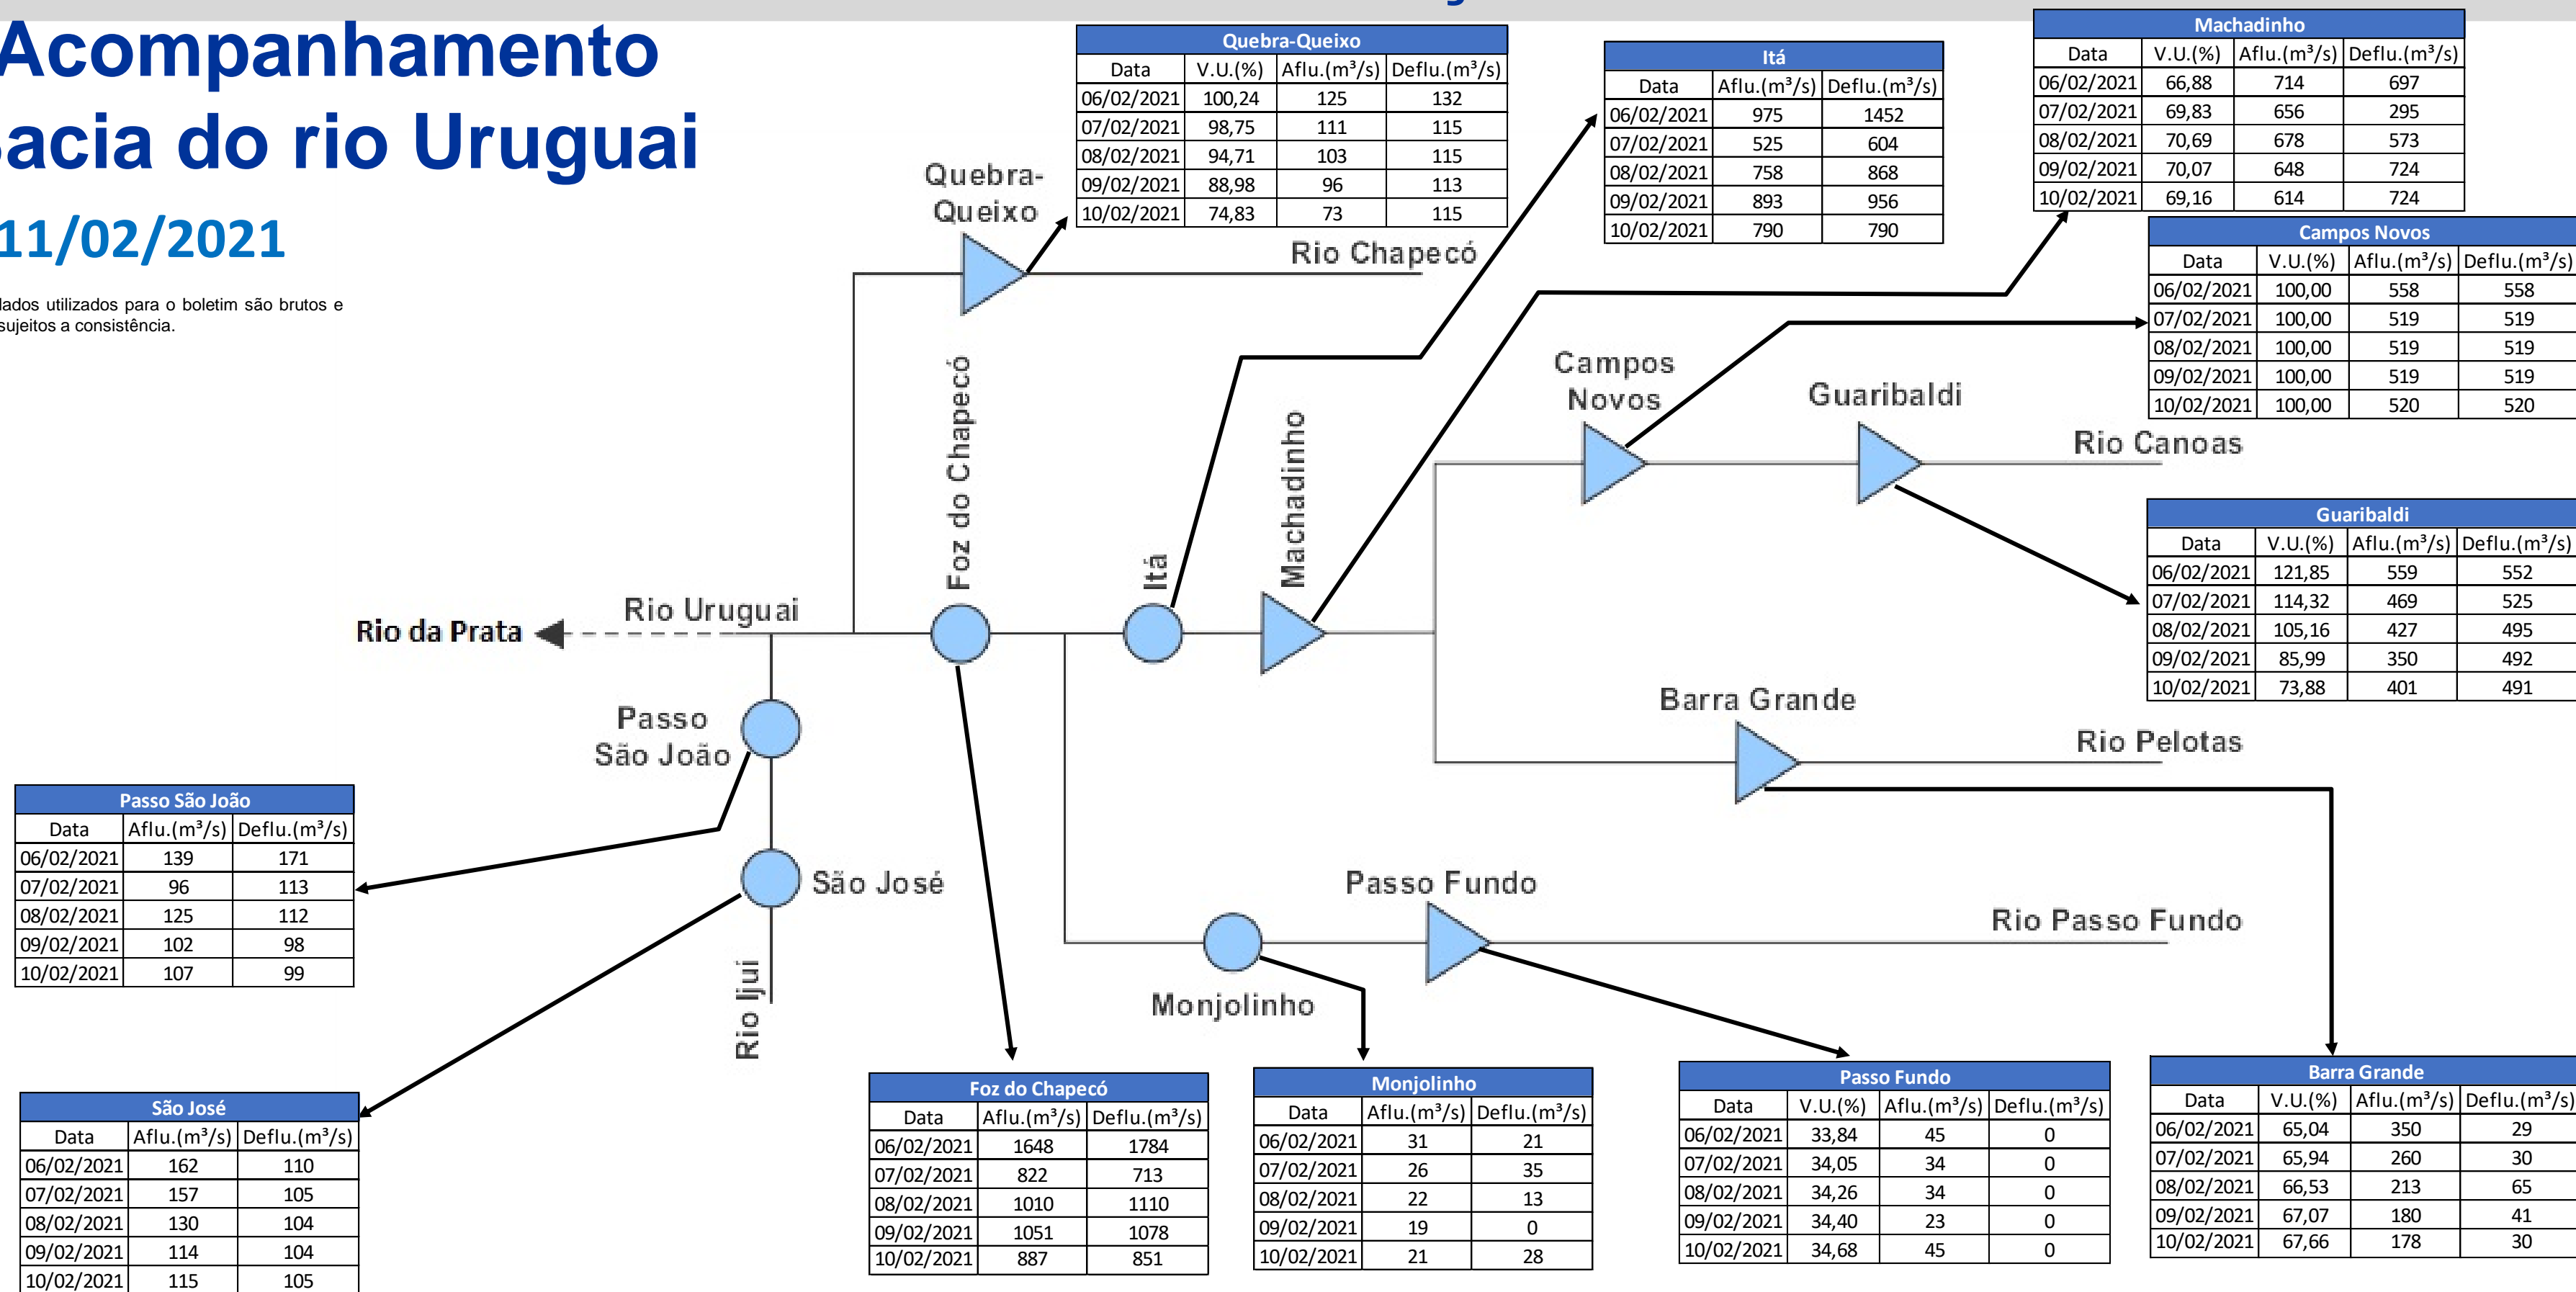 Acompanhamento
acia do rio Uruguai
11/02/2021
dados utilizados para o boletim são brutos e
sujeitos a consistência.
Quebra-Queixo
Data V.U.(%) Aflu.(m³/s) Deflu.(m³/s)
06/02/2021 100,24 125 132
07/02/2021 98,75 111 115
08/02/2021 94,71 103 115
09/02/2021 88,98 96 113
10/02/2021 74,83 73 115
Itá
Data Aflu.(m³/s) Deflu.(m³/s)
06/02/2021 975 1452
07/02/2021 525 604
08/02/2021 758 868
09/02/2021 893 956
10/02/2021 790 790
Machadinho
Data V.U.(%) Aflu.(m³/s) Deflu.(m³/s)
06/02/2021 66,88 714 697
07/02/2021 69,83 656 295
08/02/2021 70,69 678 573
09/02/2021 70,07 648 724
10/02/2021 69,16 614 724
Campos Novos
Data V.U.(%) Aflu.(m³/s) Deflu.(m³/s)
06/02/2021 100,00 558 558
07/02/2021 100,00 519 519
08/02/2021 100,00 519 519
09/02/2021 100,00 519 519
10/02/2021 100,00 520 520
Quebra-
Queixo
Rio Chapecó
Foz do Chapecó
Itá
Machadinho
Campos
Novos
Guaribaldi
Rio Canoas
Guaribaldi
Data V.U.(%) Aflu.(m³/s) Deflu.(m³/s)
06/02/2021 121,85 559 552
07/02/2021 114,32 469 525
08/02/2021 105,16 427 495
09/02/2021 85,99 350 492
10/02/2021 73,88 401 491
Rio da Prata
Rio Uruguai
Passo
São João
Barra Grande
Rio Pelotas
São José
Passo Fundo
Rio Passo Fundo
Monjolinho
Rio Ijui
Passo São João
Data Aflu.(m³/s) Deflu.(m³/s)
06/02/2021 139 171
07/02/2021 96 113
08/02/2021 125 112
09/02/2021 102 98
10/02/2021 107 99
São José
Data Aflu.(m³/s) Deflu.(m³/s)
06/02/2021 162 110
07/02/2021 157 105
08/02/2021 130 104
09/02/2021 114 104
10/02/2021 115 105
Foz do Chapecó
Data Aflu.(m³/s) Deflu.(m³/s)
06/02/2021 1648 1784
07/02/2021 822 713
08/02/2021 1010 1110
09/02/2021 1051 1078
10/02/2021 887 851
Monjolinho
Data Aflu.(m³/s) Deflu.(m³/s)
06/02/2021 31 21
07/02/2021 26 35
08/02/2021 22 13
09/02/2021 19 0
10/02/2021 21 28
Passo Fundo
Data V.U.(%) Aflu.(m³/s) Deflu.(m³/s)
06/02/2021 33,84 45 0
07/02/2021 34,05 34 0
08/02/2021 34,26 34 0
09/02/2021 34,40 23 0
10/02/2021 34,68 45 0
Barra Grande
Data V.U.(%) Aflu.(m³/s) Deflu.(m³/s)
06/02/2021 65,04 350 29
07/02/2021 65,94 260 30
08/02/2021 66,53 213 65
09/02/2021 67,07 180 41
10/02/2021 67,66 178 30